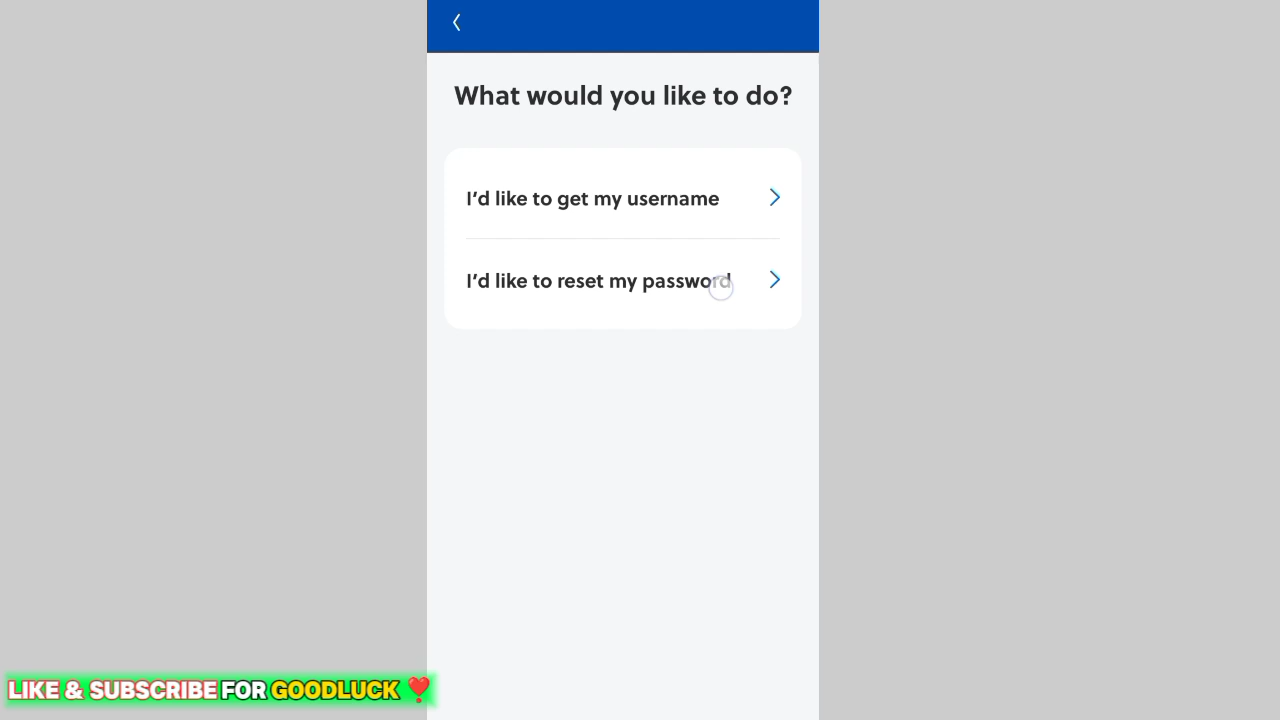 What would you like to do?
I’d like to get my username
I’d like to reset my password
LIKE & SUBSCRIBE FOR GOODLUCK ❣️